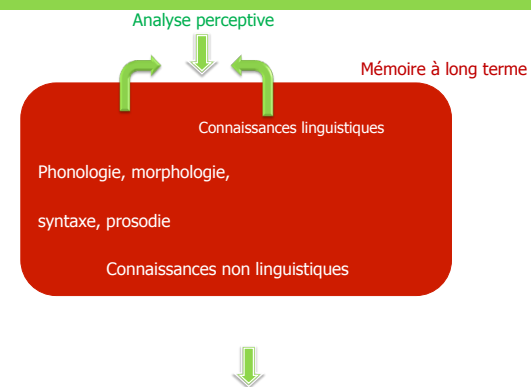 Analyse perceptive
Mémoire à long terme
Connaissances linguistiques
Phonologie, morphologie,
syntaxe, prosodie
Connaissances non linguistiques